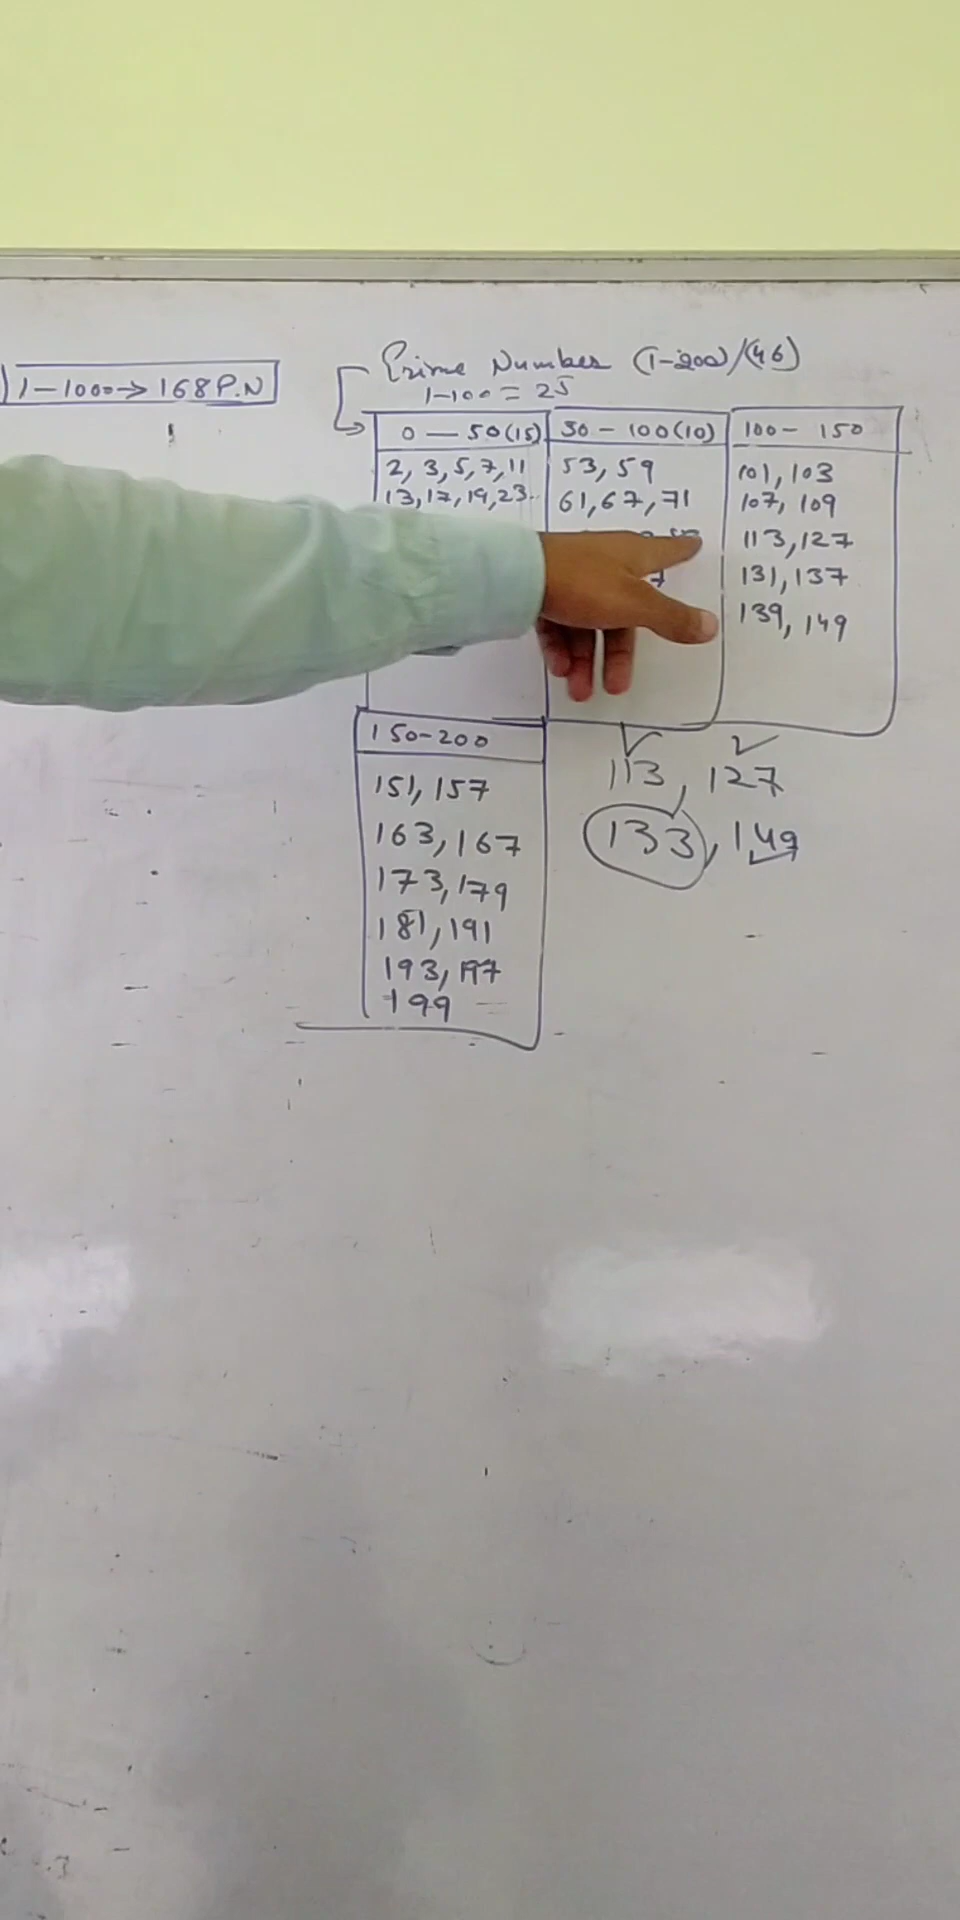 1-1000→168 P.N
Prime Number (1-200)/(46)
1-100 = 25
0 — 50(15)
2, 3, 5, 7, 11
13, 17, 19, 23
50 - 100(10)
53, 59
61, 67, 71
100 - 150
101, 103
107, 109
113, 127
131, 137
139, 149
150-200
151, 157
163, 167
173, 179
181, 191
193, 197
199
113, 127
133, 149